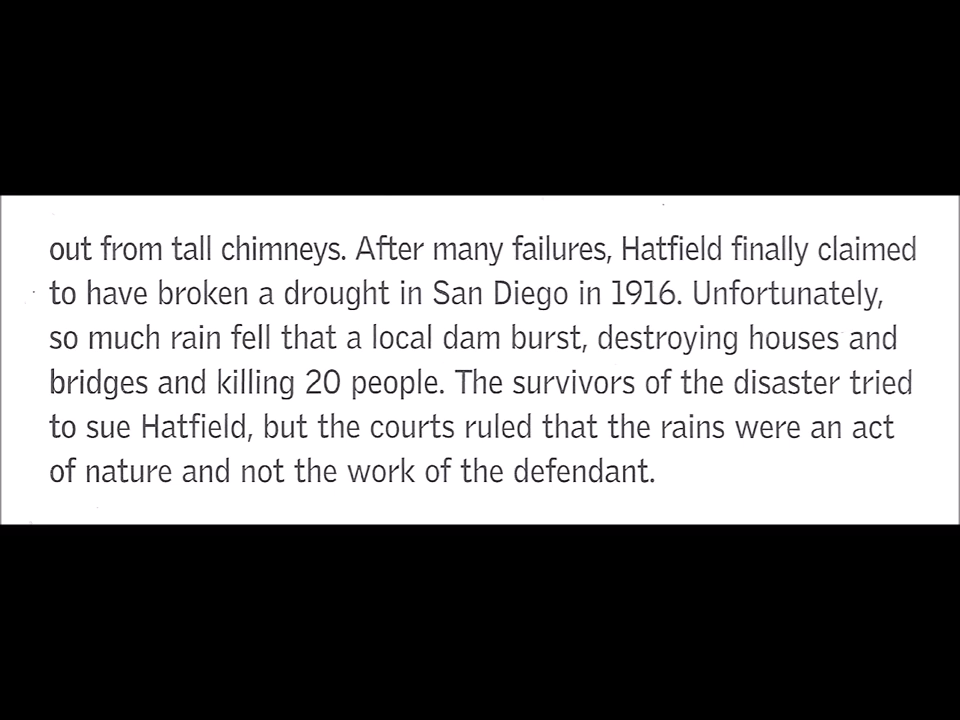 out from tall chimneys. After many failures, Hatfield finally claimed
to have broken a drought in San Diego in 1916. Unfortunately,
so much rain fell that a local dam burst, destroying houses and
bridges and killing 20 people. The survivors of the disaster tried
to sue Hatfield, but the courts ruled that the rains were an act
of nature and not the work of the defendant.